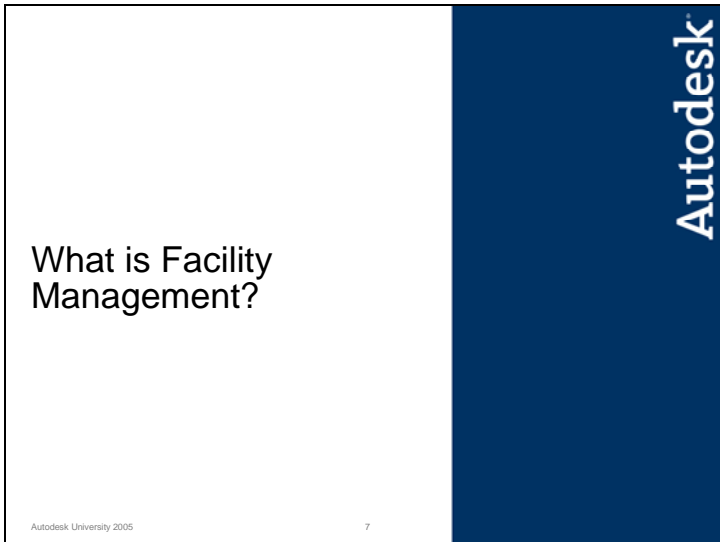 What is Facility
Management?
Autodesk University 2005
7
Autodesk